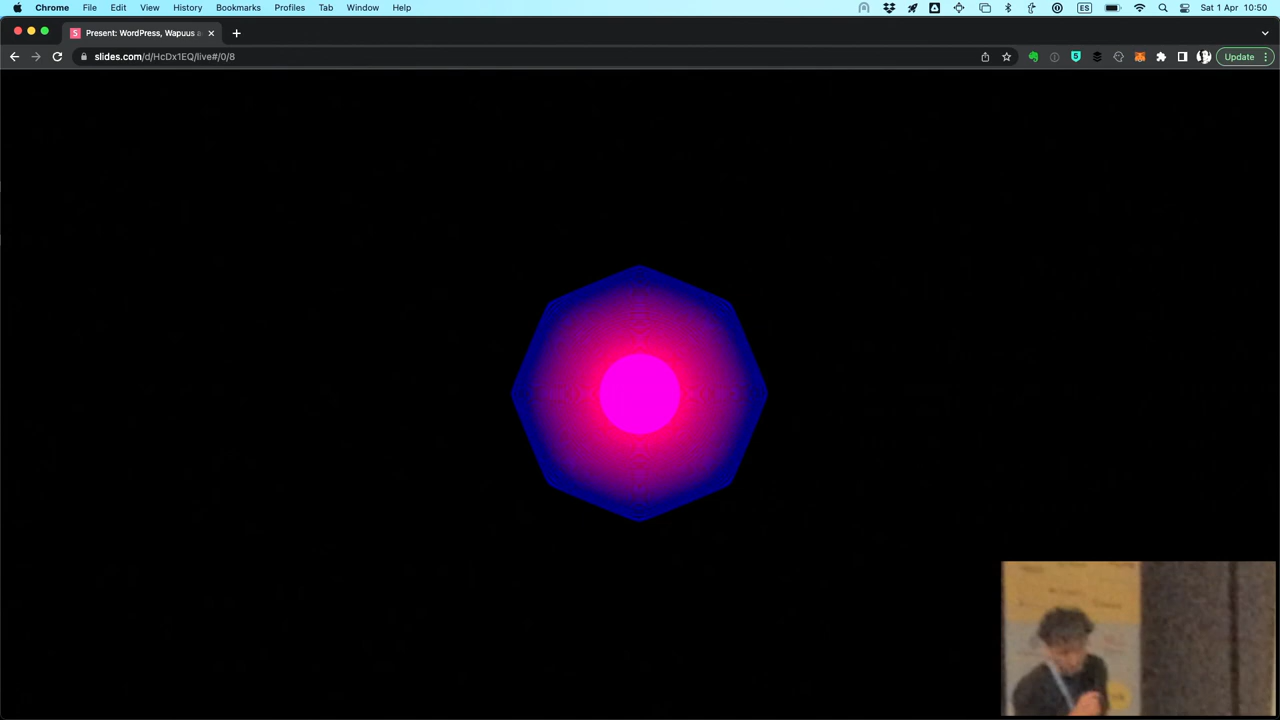 Chrome File Edit View History Bookmarks Profiles Tab Window Help ES Sat 1 Apr 10:50
Present: WordPress, Wapuus a
slides.com/d/HcDx1EQ/live#/0/8 Update